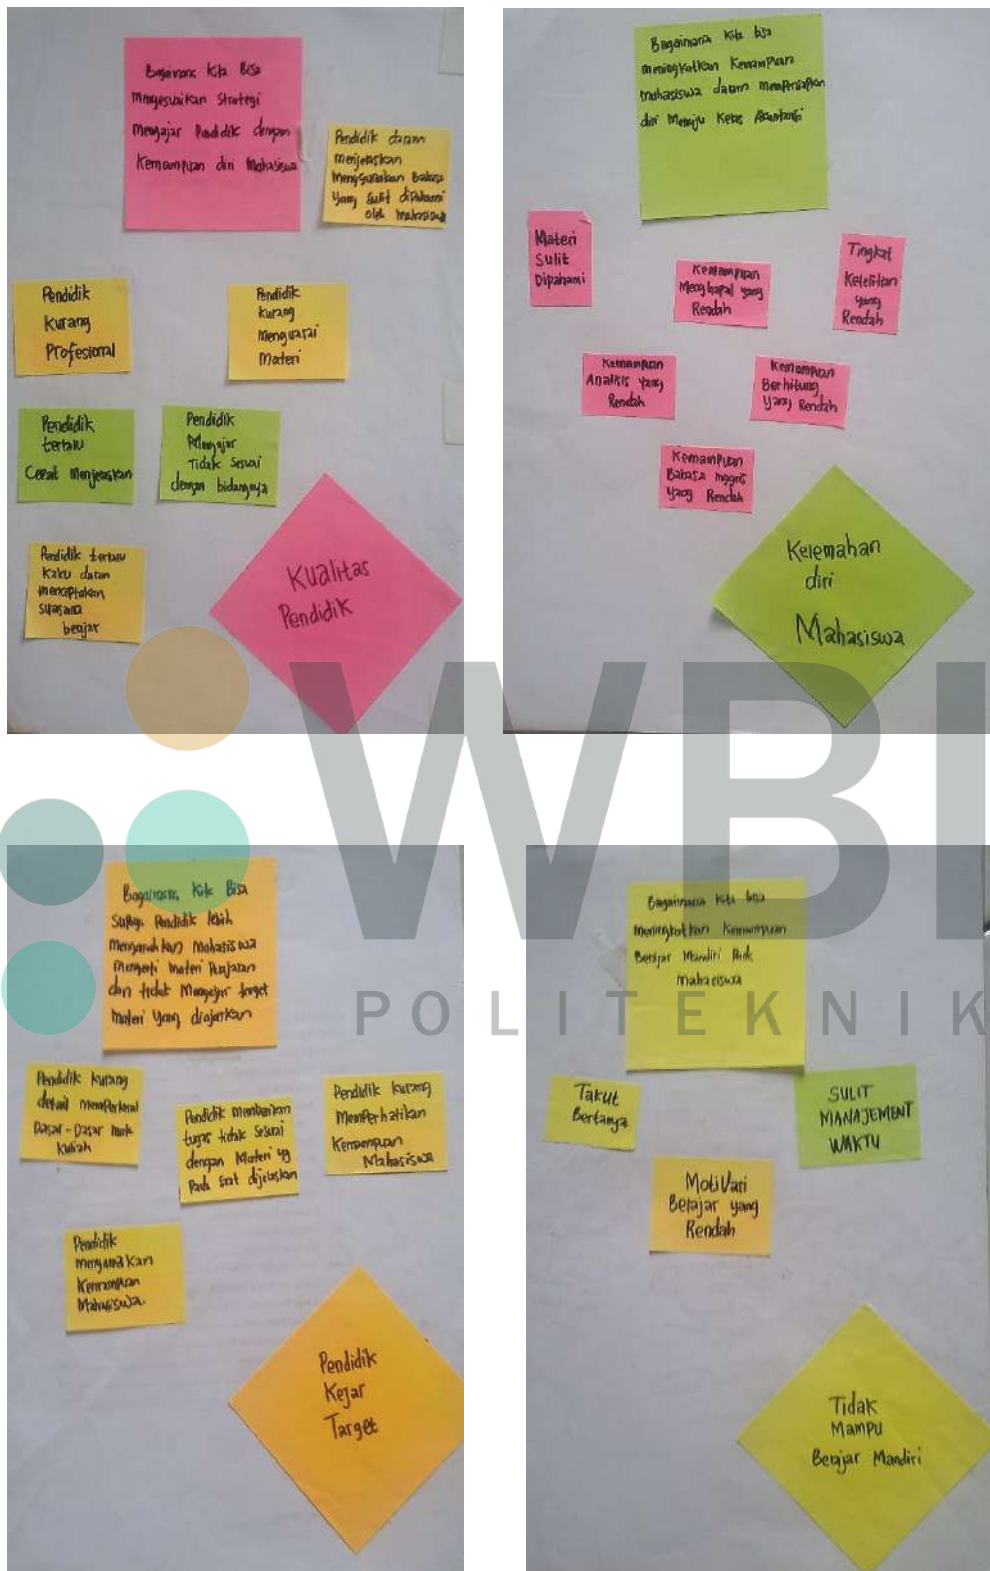 Bagaimana Kita Bisa
Menyesuaikan Strategi
Mengajar Pendidik dengan
Kemampuan diri Mahasiswa
Pendidik dalam
menjelaskan
Menggunakan Bahasa
yang sulit dipahami
oleh mahasiswa
Pendidik
kurang
Profesional
Pendidik
kurang
menguasai
Materi
Pendidik
terlalu
Cepat Menjelaskan
Pendidik
Mengajar
Tidak Sesuai
dengan bidangnya
Pendidik terlalu
kaku dalam
menciptakan
suasana
belajar
Kualitas
Pendidik
Bagaimana kita bisa
meningkatkan Kemampuan
mahasiswa dalam mempersiapkan
diri Menuju Kelas Akuntansi
Materi
Sulit
Dipahami
Kemampuan
Menghapal yang
Rendah
Tingkat
Ketelitian
yang
Rendah
Kemampuan
Analisis yang
Rendah
Kemampuan
Berhitung
yang Rendah
Kemampuan
Bahasa Inggris
yang Rendah
Kelemahan
diri
Mahasiswa
WBI
POLITEKNIK
Bagaimana Kita Bisa
Supaya Pendidik lebih
mengarahkan Mahasiswa
mengerti Materi Pelajaran
dan tidak Mengejar target
Materi yang diajarkan
Pendidik kurang
detail memperkenal
Dasar-Dasar mata
kuliah
Pendidik memberikan
tugas tidak sesuai
dengan Materi yg
Pada saat dijelaskan
Pendidik kurang
Memperhatikan
Kemampuan
Mahasiswa
Pendidik
menyamakan
Kemampuan
Mahasiswa.
Pendidik
Kejar
Target
Bagaimana kita bisa
meningkatkan Kemampuan
Belajar Mandiri
Mahasiswa
Takut
Bertanya
SULIT
MANAJEMENT
WAKTU
Motivasi
Belajar yang
Rendah
Tidak
Mampu
Belajar Mandiri